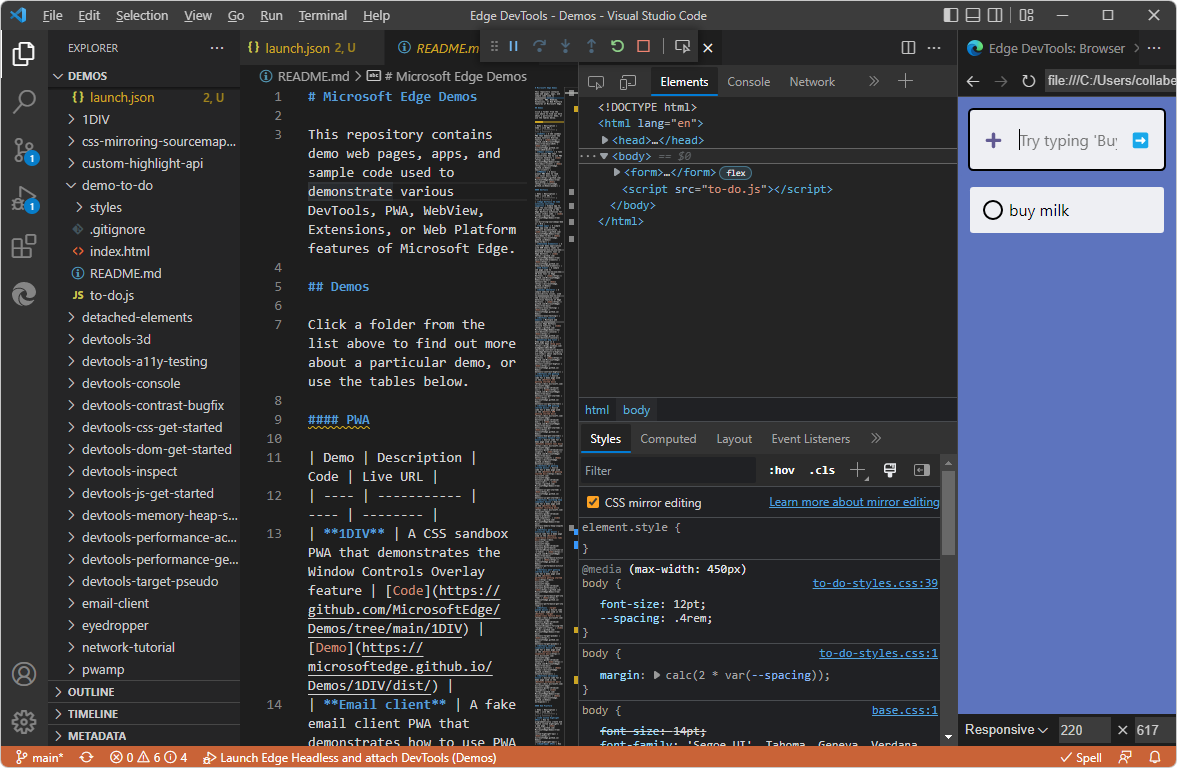 File Edit Selection View Go Run Terminal Help
Edge DevTools - Demos - Visual Studio Code
EXPLORER
DEMOS
launch.json 2, U
1DIV
css-mirroring-sourcemap...
custom-highlight-api
demo-to-do
styles
.gitignore
index.html
README.md
JS to-do.js
detached-elements
devtools-3d
devtools-a11y-testing
devtools-console
devtools-contrast-bugfix
devtools-css-get-started
devtools-dom-get-started
devtools-inspect
devtools-js-get-started
devtools-memory-heap-s...
devtools-performance-ac...
devtools-performance-ge...
devtools-target-pseudo
email-client
eyedropper
network-tutorial
pwamp
OUTLINE
TIMELINE
METADATA
1
1
{} launch.json 2, U
README.m
README.md > # Microsoft Edge Demos
1 # Microsoft Edge Demos
2
3 This repository contains
demo web pages, apps, and
sample code used to
demonstrate various
DevTools, PWA, WebView,
Extensions, or Web Platform
features of Microsoft Edge.
4
5 ## Demos
6
7 Click a folder from the
list above to find out more
about a particular demo, or
use the tables below.
8
9 #### PWA
10
11 | Demo | Description |
Code | Live URL |
12 | ---- | ----------- |
---- | -------- |
13 | **1DIV** | A CSS sandbox
PWA that demonstrates the
Window Controls Overlay
feature | [Code](https://
github.com/MicrosoftEdge/
Demos/tree/main/1DIV) |
[Demo](https://
microsoftedge.github.io/
Demos/1DIV/dist/) |
14 | **Email client** | A fake
email client PWA that
demonstrates how to use PWA
Elements Console Network
<!DOCTYPE html>
<html lang="en">
<head>…</head>
<body> == $0
<form>…</form> flex
<script src="to-do.js"></script>
</body>
</html>
html body
Styles Computed Layout Event Listeners
Filter :hov .cls
CSS mirror editing Learn more about mirror editing
element.style {
}
@media (max-width: 450px)
body { to-do-styles.css:39
font-size: 12pt;
--spacing: .4rem;
}
body { to-do-styles.css:1
margin: calc(2 * var(--spacing));
}
body { base.css:1
font-size: 14pt;
font-family: 'Segoe UI', Tahoma, Geneva, Verdana
Edge DevTools: Browser
file:///C:/Users/collabe
Try typing 'Buy
buy milk
Responsive 220 × 617
main* 0 6 4 Launch Edge Headless and attach DevTools (Demos) Spell